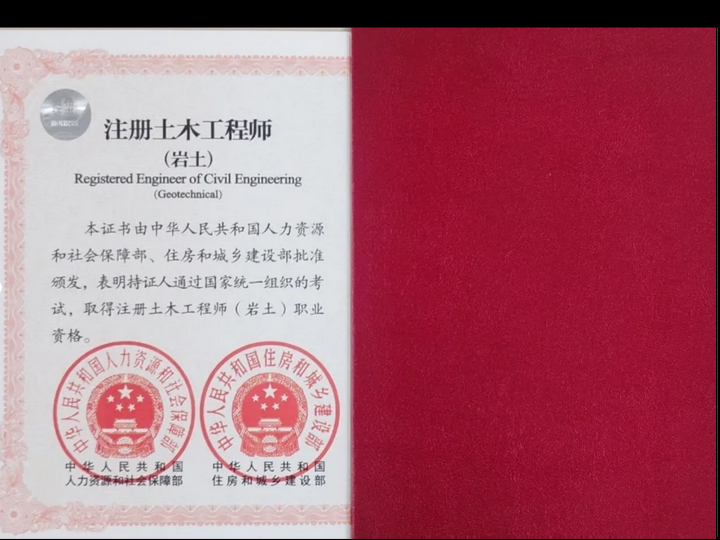 注册土木工程师
（岩土）
Registered Engineer of Civil Engineering
(Geotechnical)
本证书由中华人民共和国人力资源
和社会保障部、住房和城乡建设部批准
颁发，表明持证人通过国家统一组织的考
试，取得注册土木工程师（岩土）职业
资格。
中华人民共和国人力资源和社会保障部
中华人民共和国住房和城乡建设部
中华人民共和国
人力资源和社会保障部
中华人民共和国
住房和城乡建设部